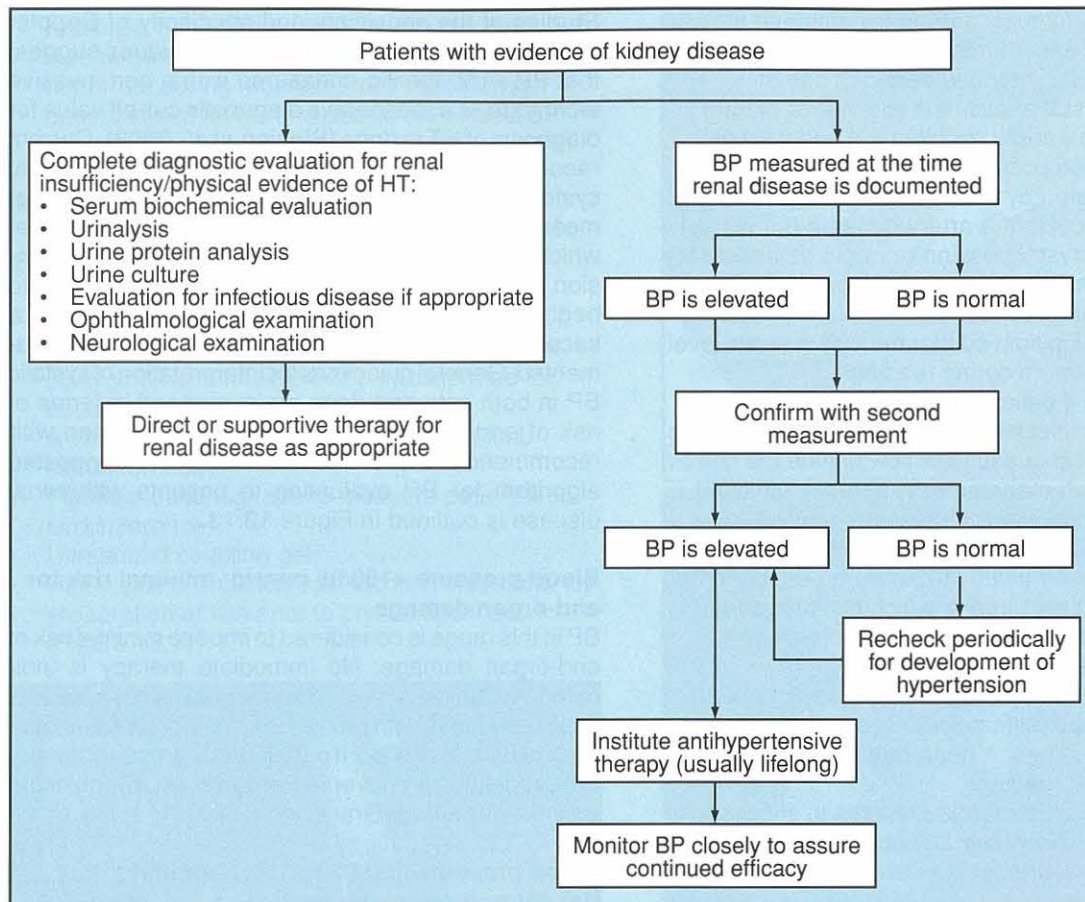 Patients with evidence of kidney disease
Complete diagnostic evaluation for renal
insufficiency/physical evidence of HT:
• Serum biochemical evaluation
• Urinalysis
• Urine protein analysis
• Urine culture
• Evaluation for infectious disease if appropriate
• Ophthalmological examination
• Neurological examination
Direct or supportive therapy for
renal disease as appropriate
BP measured at the time
renal disease is documented
BP is elevated
BP is normal
Confirm with second
measurement
BP is elevated
BP is normal
Recheck periodically
for development of
hypertension
Institute antihypertensive
therapy (usually lifelong)
Monitor BP closely to assure
continued efficacy